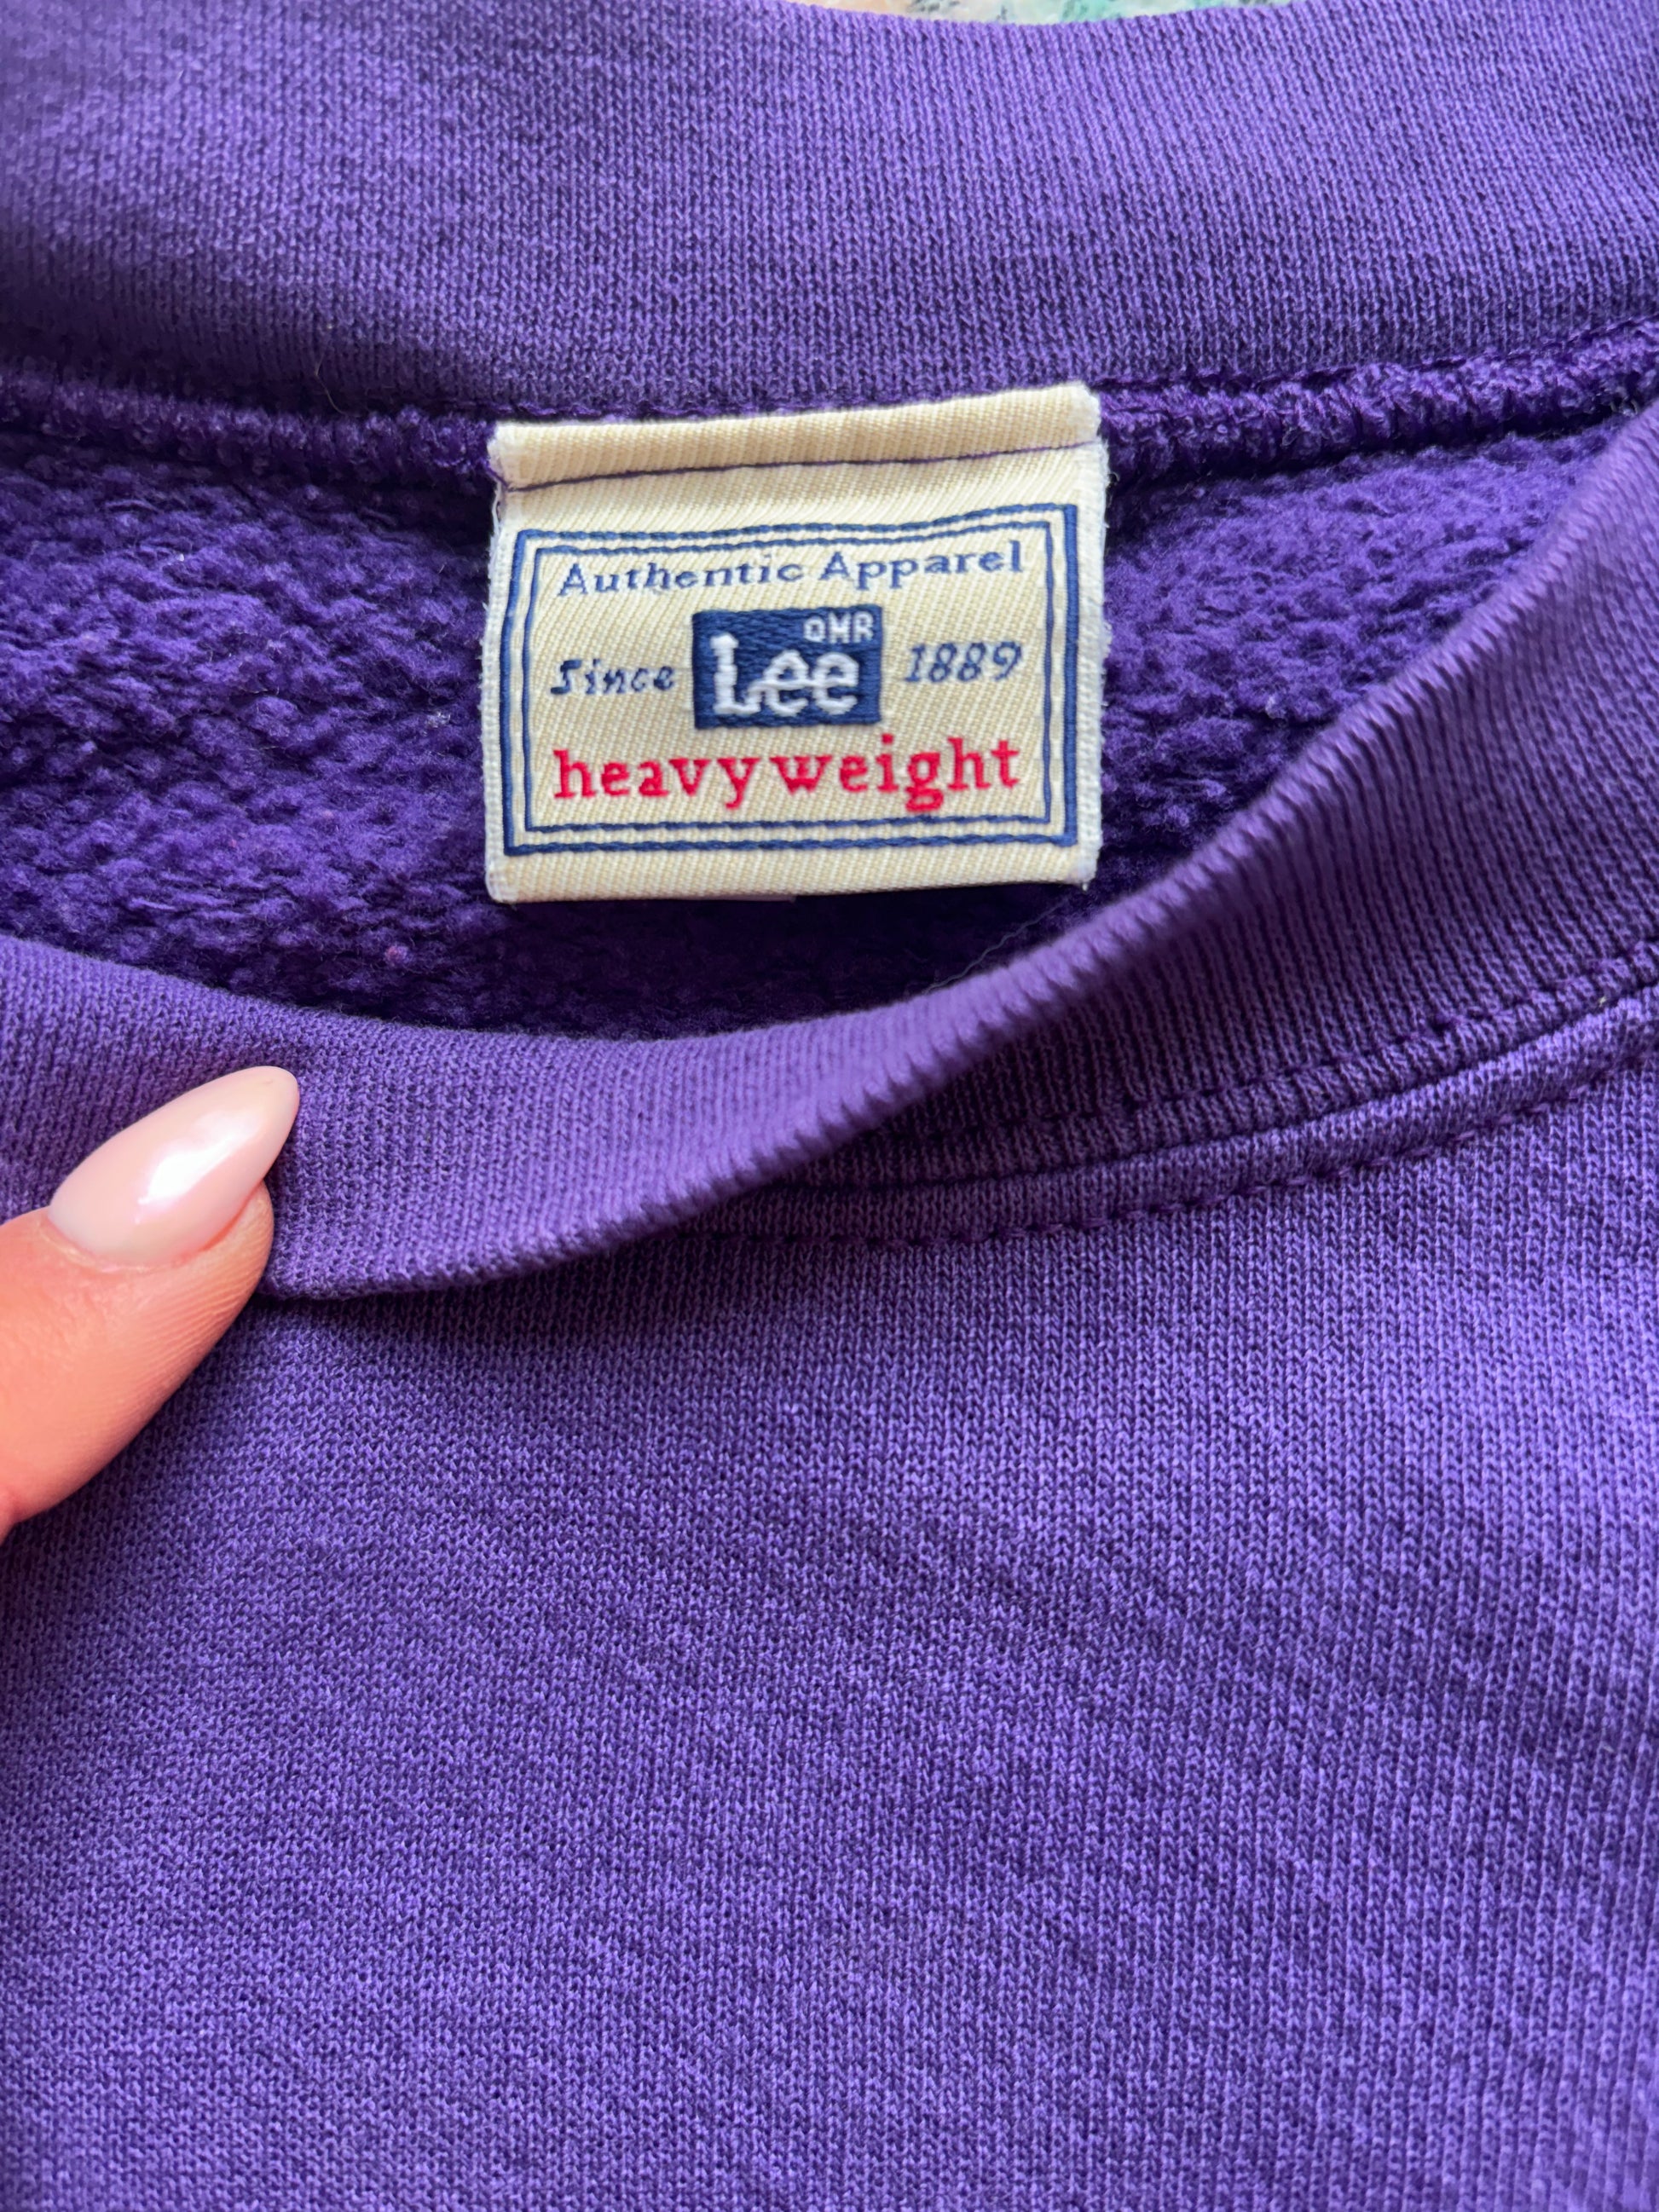 Authentic Apparel
Since Lee QMR 1889
heavyweight